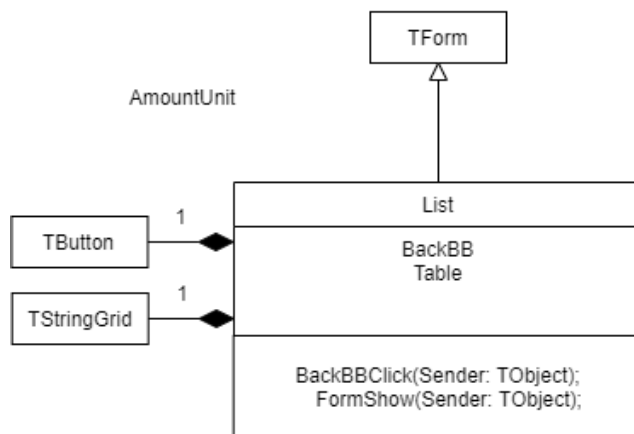 TForm
AmountUnit
List
1
TButton
BackBB
Table
1
TStringGrid
BackBBClick(Sender: TObject);
FormShow(Sender: TObject);